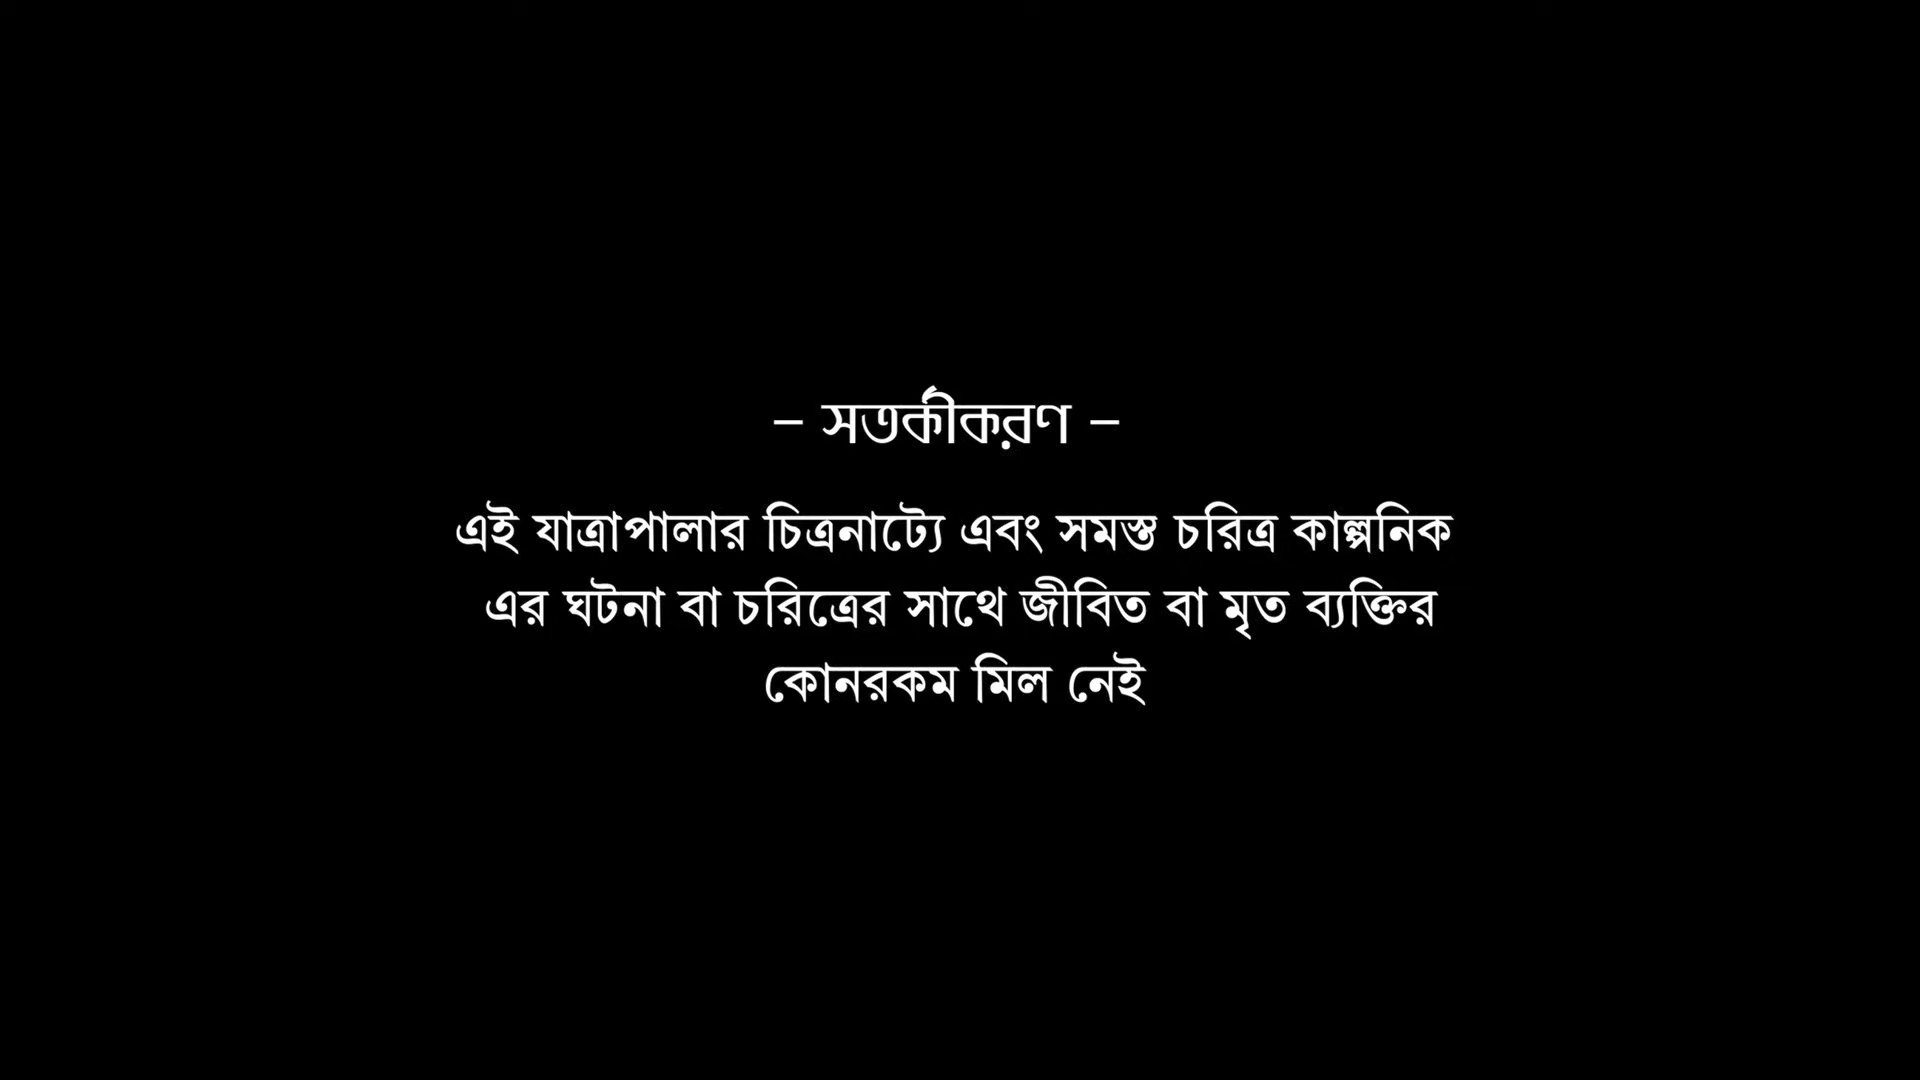 – সতর্কীকরণ –
এই যাত্রাপালার চিত্রনাট্যে এবং সমস্ত চরিত্র কাল্পনিক
এর ঘটনা বা চরিত্রের সাথে জীবিত বা মৃত ব্যক্তির
কোনরকম মিল নেই